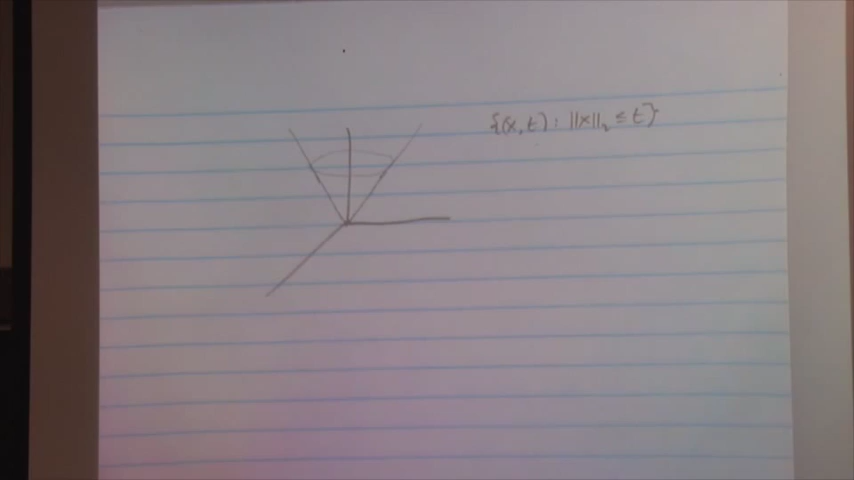 {(x,t) : ||x||₂ ≤ t}